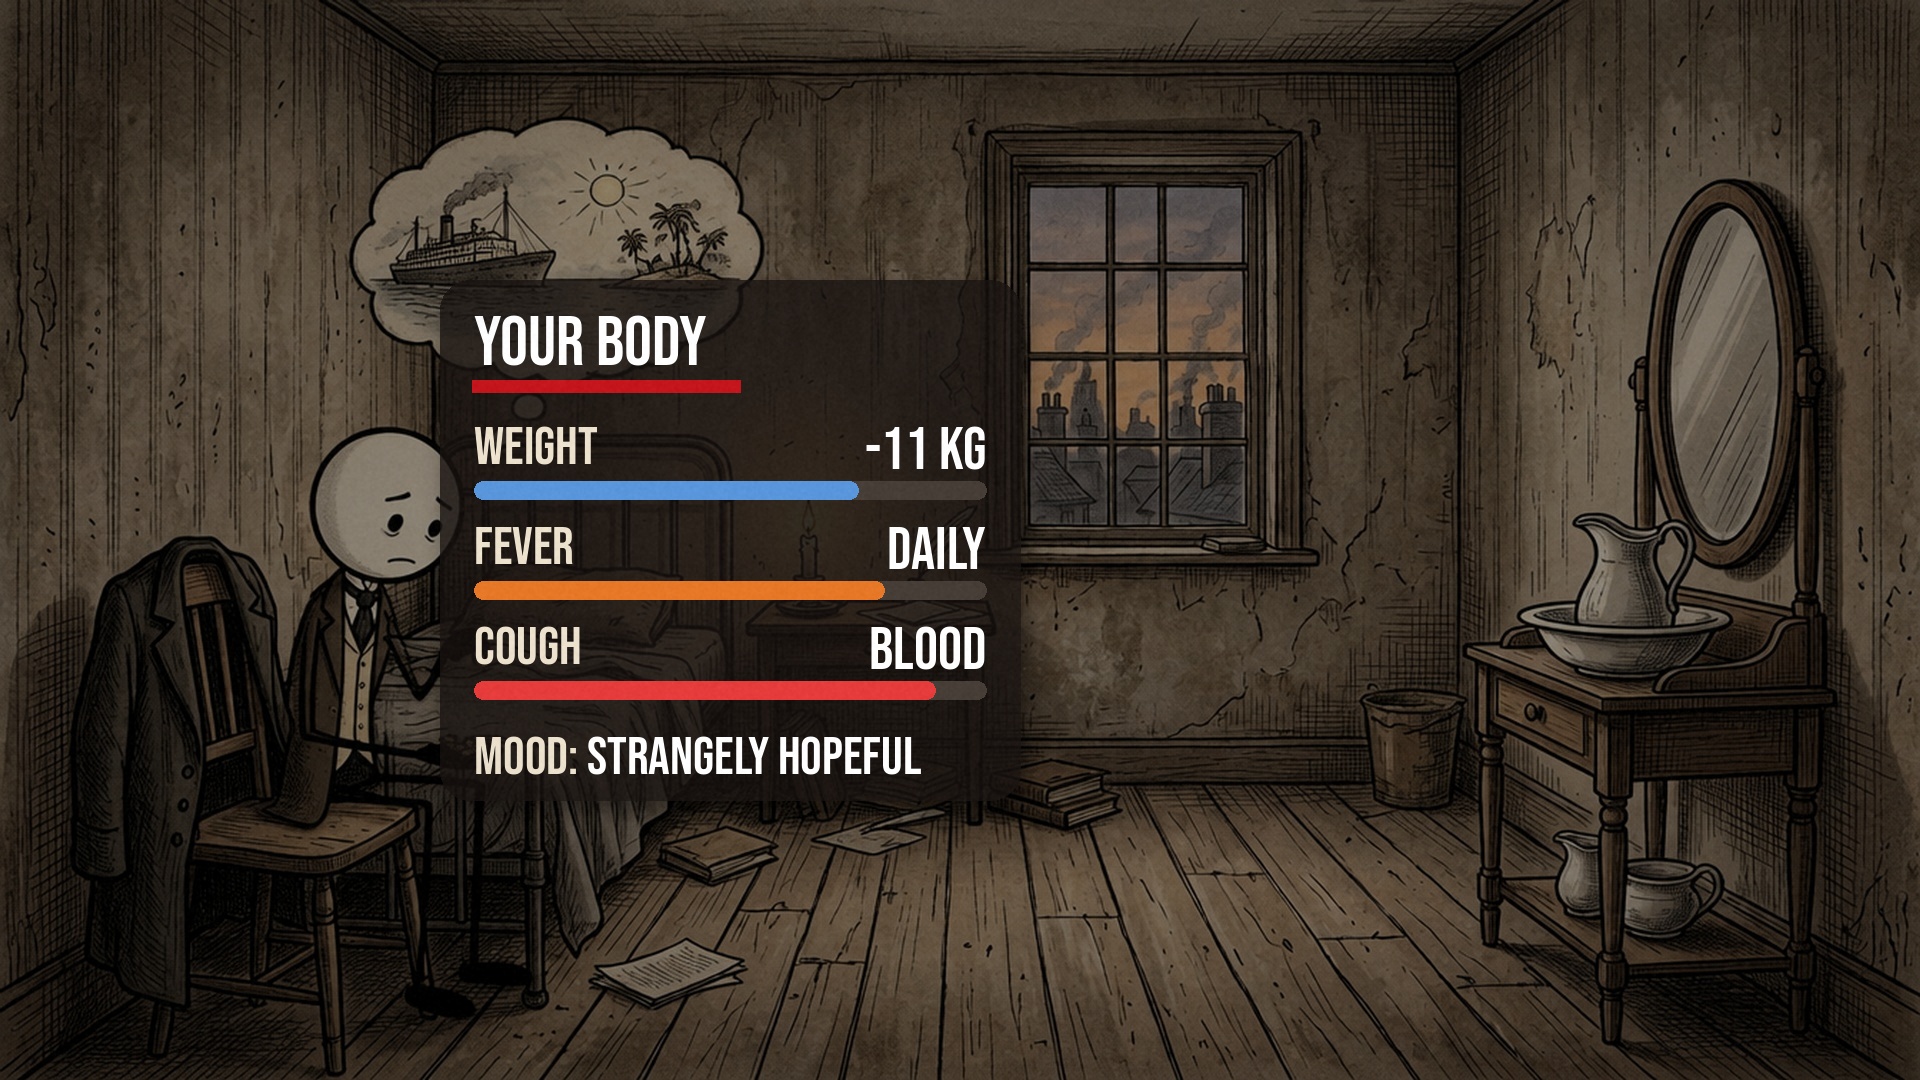 YOUR BODY
WEIGHT -11 KG
FEVER DAILY
COUGH BLOOD
MOOD: STRANGELY HOPEFUL